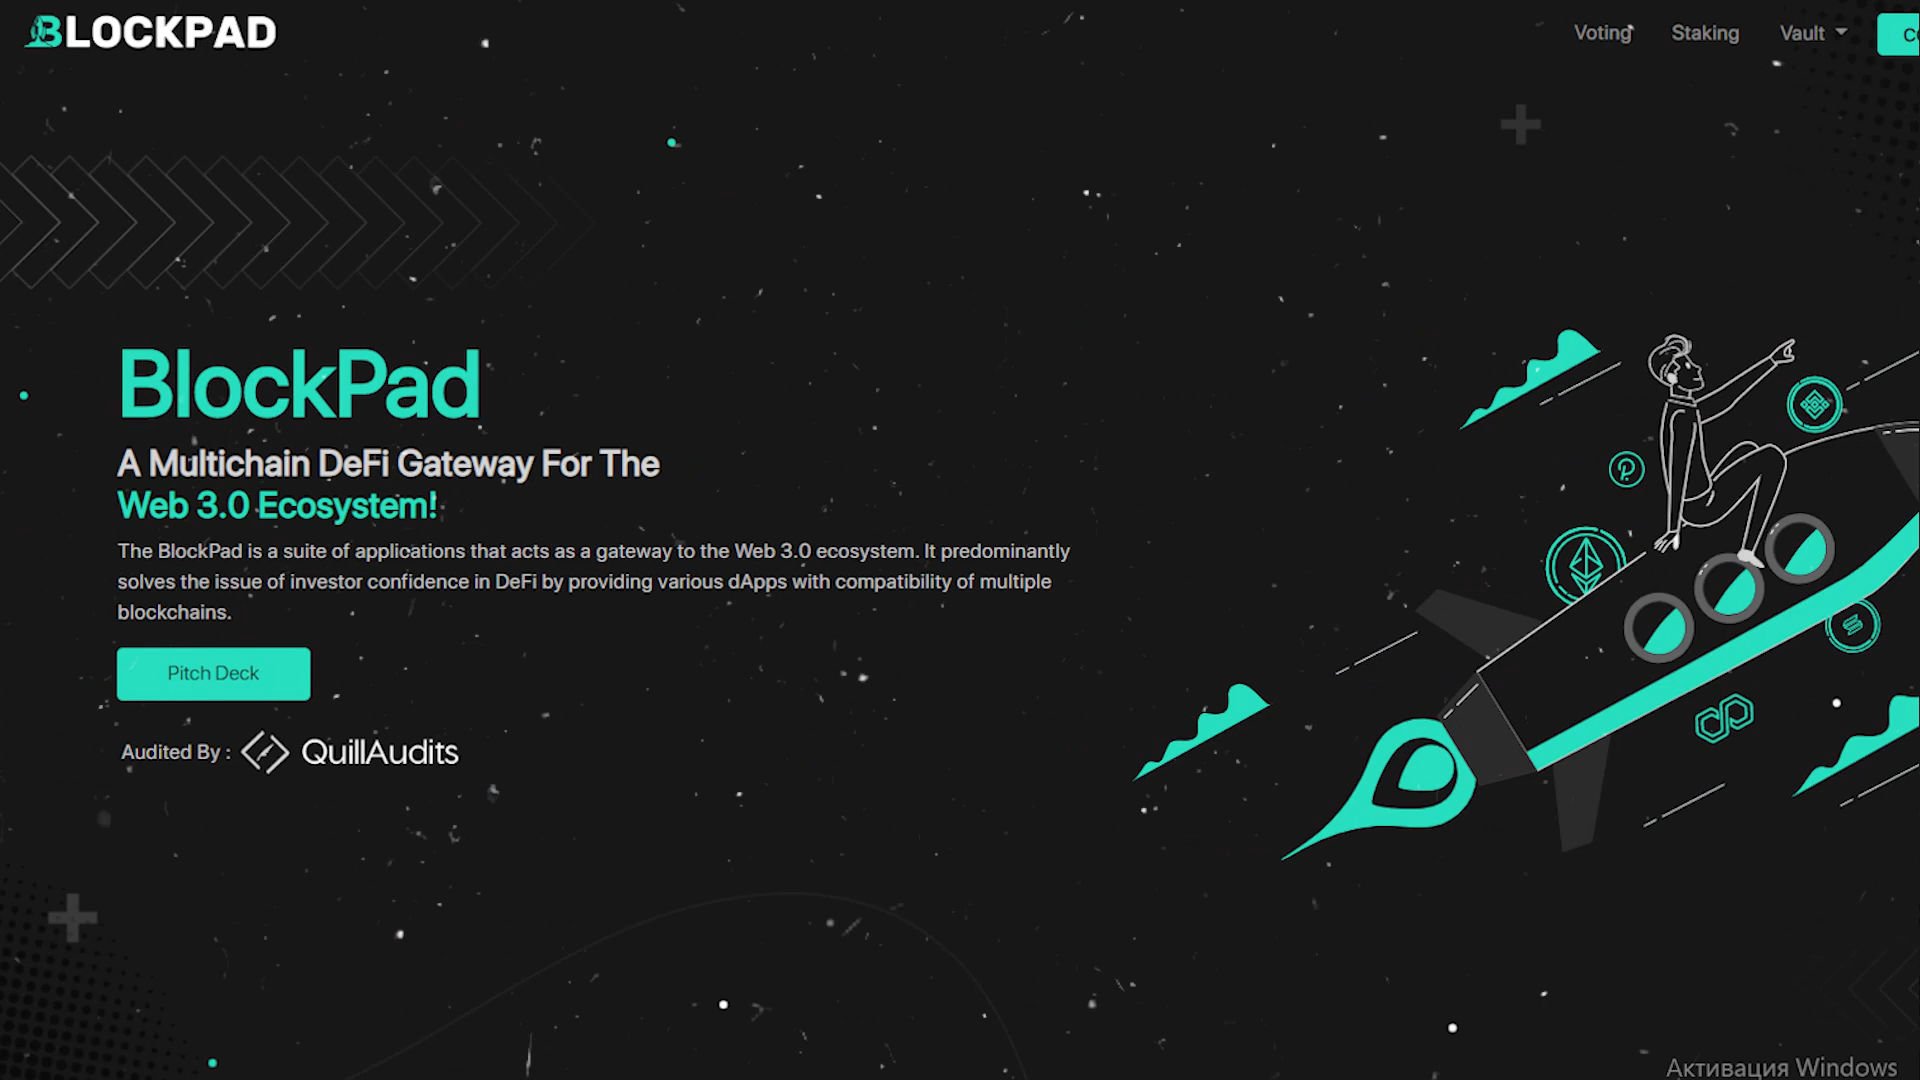 BLOCKPAD
Voting Staking Vault
BlockPad
A Multichain DeFi Gateway For The
Web 3.0 Ecosystem!
The BlockPad is a suite of applications that acts as a gateway to the Web 3.0 ecosystem. It predominantly
solves the issue of investor confidence in DeFi by providing various dApps with compatibility of multiple
blockchains.
Pitch Deck
Audited By : QuillAudits
Активация Windows